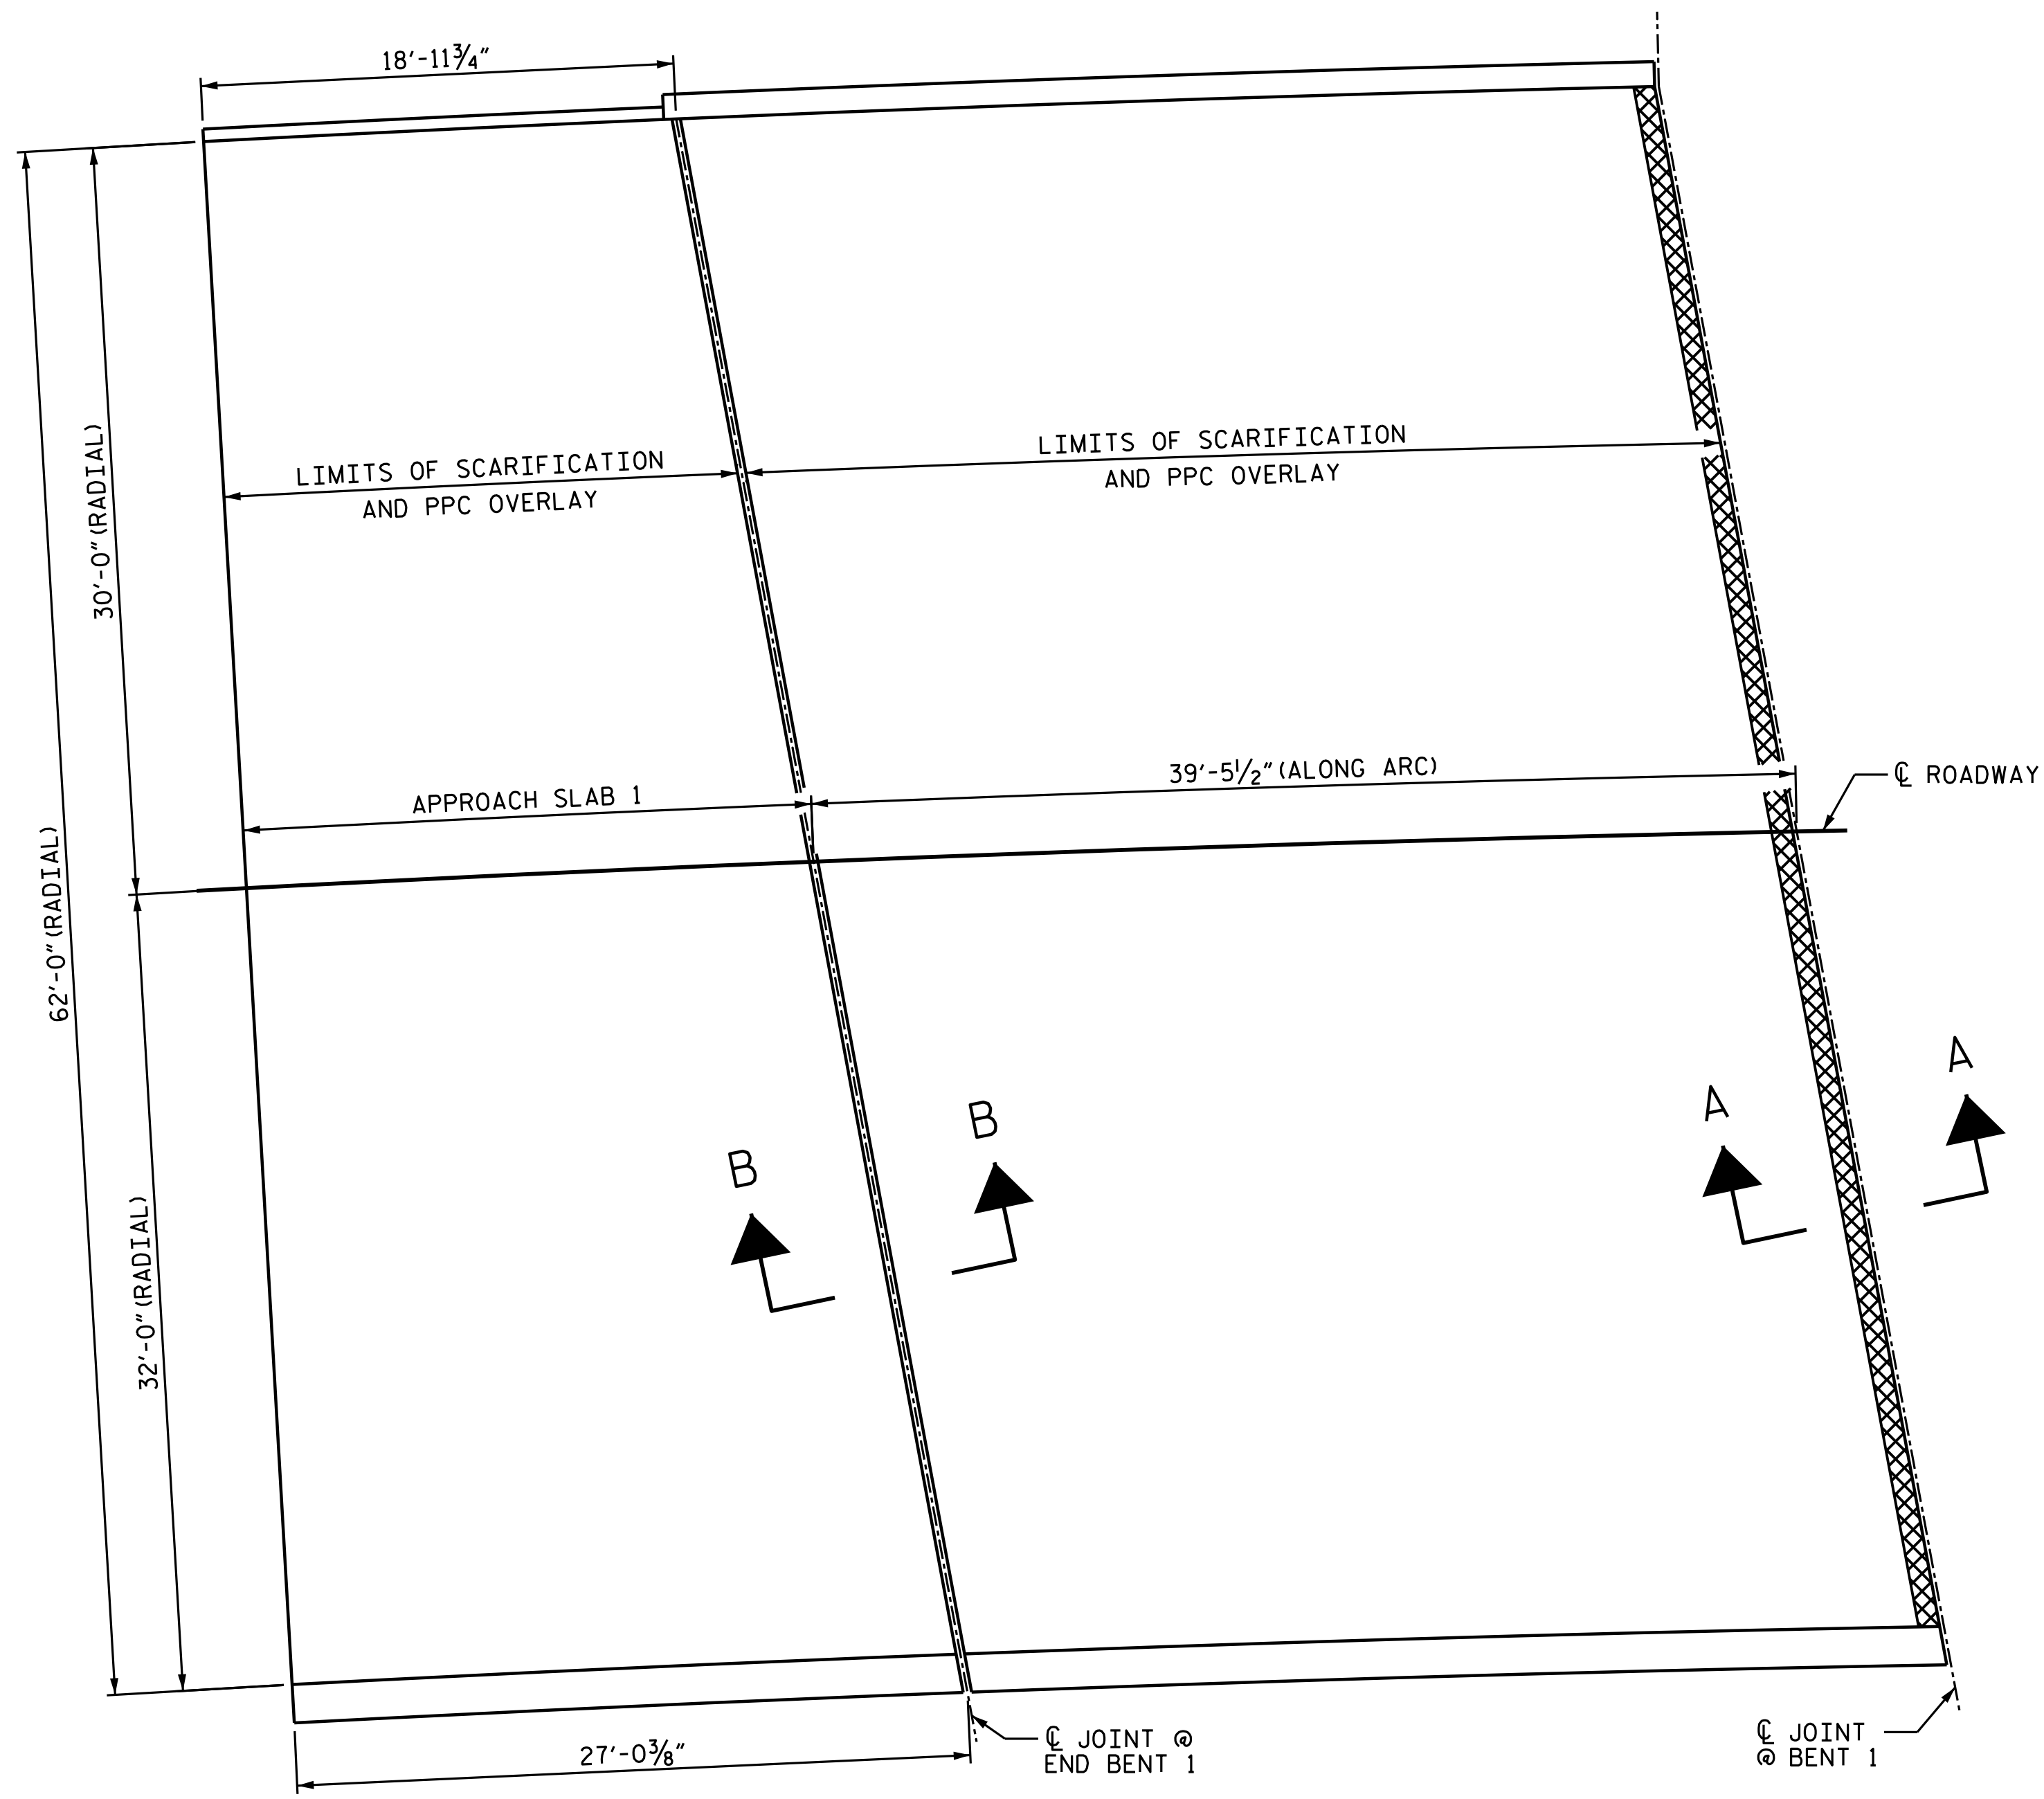 18'-11¾"
LIMITS OF SCARIFICATION
AND PPC OVERLAY
LIMITS OF SCARIFICATION
AND PPC OVERLAY
30'-0"(RADIAL)
62'-0"(RADIAL)
32'-0"(RADIAL)
APPROACH SLAB 1
39'-5½"(ALONG ARC)
℄ ROADWAY
B
B
A
A
27'-0⅜"
℄ JOINT @
END BENT 1
℄ JOINT
@ BENT 1